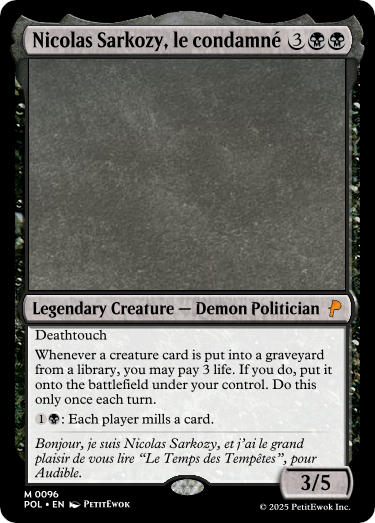 Nicolas Sarkozy, le condamné 3
Legendary Creature — Demon Politician
Deathtouch
Whenever a creature card is put into a graveyard
from a library, you may pay 3 life. If you do, put it
onto the battlefield under your control. Do this
only once each turn.
1 : Each player mills a card.
Bonjour, je suis Nicolas Sarkozy, et j'ai le grand
plaisir de vous lire “Le Temps des Tempêtes”, pour
Audible.
3/5
M 0096
POL • EN PetitEwok
© 2025 PetitEwok Inc.